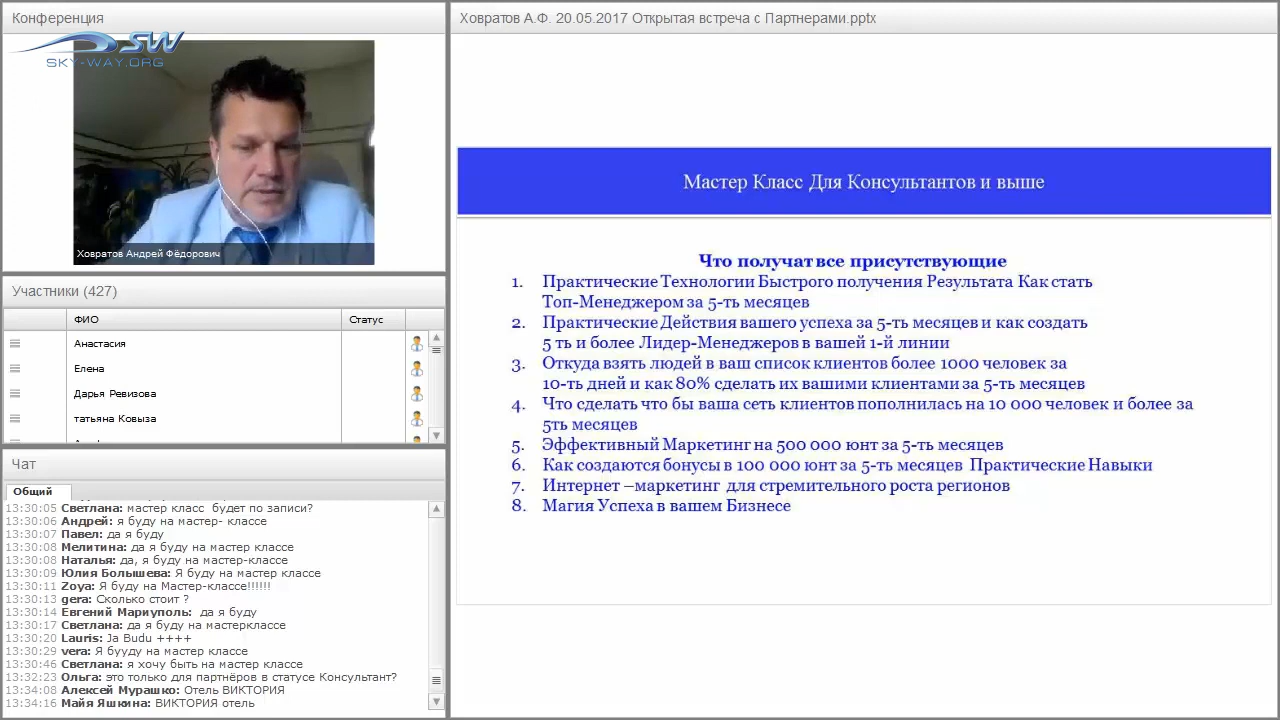 Конференция
SW
SKY-WAY.ORG
Ховратов Андрей Фёдорович
Участники (427)
ФИО Статус
Анастасия
Елена
Дарья Ревизова
татьяна Ковыза
Чат
Общий
13:30:05 Светлана: мастер класс будет по записи?
13:30:06 Андрей: я буду на мастер- классе
13:30:07 Павел: да я буду
13:30:08 Мелитина: да я буду на мастер классе
13:30:08 Наталья: да, я буду на мастер-классе
13:30:09 Юлия Болышева: Я буду на мастер классе
13:30:11 Zoya: Я буду на Мастер-классе!!!!!!
13:30:13 gera: Сколько стоит ?
13:30:14 Евгений Мариуполь: да я буду
13:30:17 Светлана: да я буду на мастерклассе
13:30:20 Lauris: Ja Budu ++++
13:30:29 vera: Я бууду на мастер классе
13:30:46 Светлана: я хочу быть на мастер классе
13:32:23 Ольга: это только для партнёров в статусе Консультант?
13:34:08 Алексей Мурашко: Отель ВИКТОРИЯ
13:34:16 Майя Яшкина: ВИКТОРИЯ отель
Ховратов А.Ф. 20.05.2017 Открытая встреча с Партнерами.pptx
Мастер Класс Для Консультантов и выше
Что получат все присутствующие
1. Практические Технологии Быстрого получения Результата Как стать
Топ-Менеджером за 5-ть месяцев
2. Практические Действия вашего успеха за 5-ть месяцев и как создать
5 ть и более Лидер-Менеджеров в вашей 1-й линии
3. Откуда взять людей в ваш список клиентов более 1000 человек за
10-ть дней и как 80% сделать их вашими клиентами за 5-ть месяцев
4. Что сделать что бы ваша сеть клиентов пополнилась на 10 000 человек и более за
5ть месяцев
5. Эффективный Маркетинг на 500 000 юнт за 5-ть месяцев
6. Как создаются бонусы в 100 000 юнт за 5-ть месяцев Практические Навыки
7. Интернет –маркетинг для стремительного роста регионов
8. Магия Успеха в вашем Бизнесе